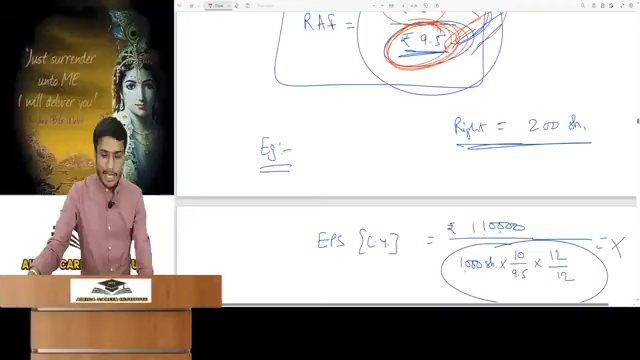 "Just surrender
unto ME
I will deliver you"
RAF =
₹ 9.5
Right = 200 sh.
Eg:-
EPS [C.Y.] = ₹ 110000
1000 sh. × 10/9.5 × 12/12
= X